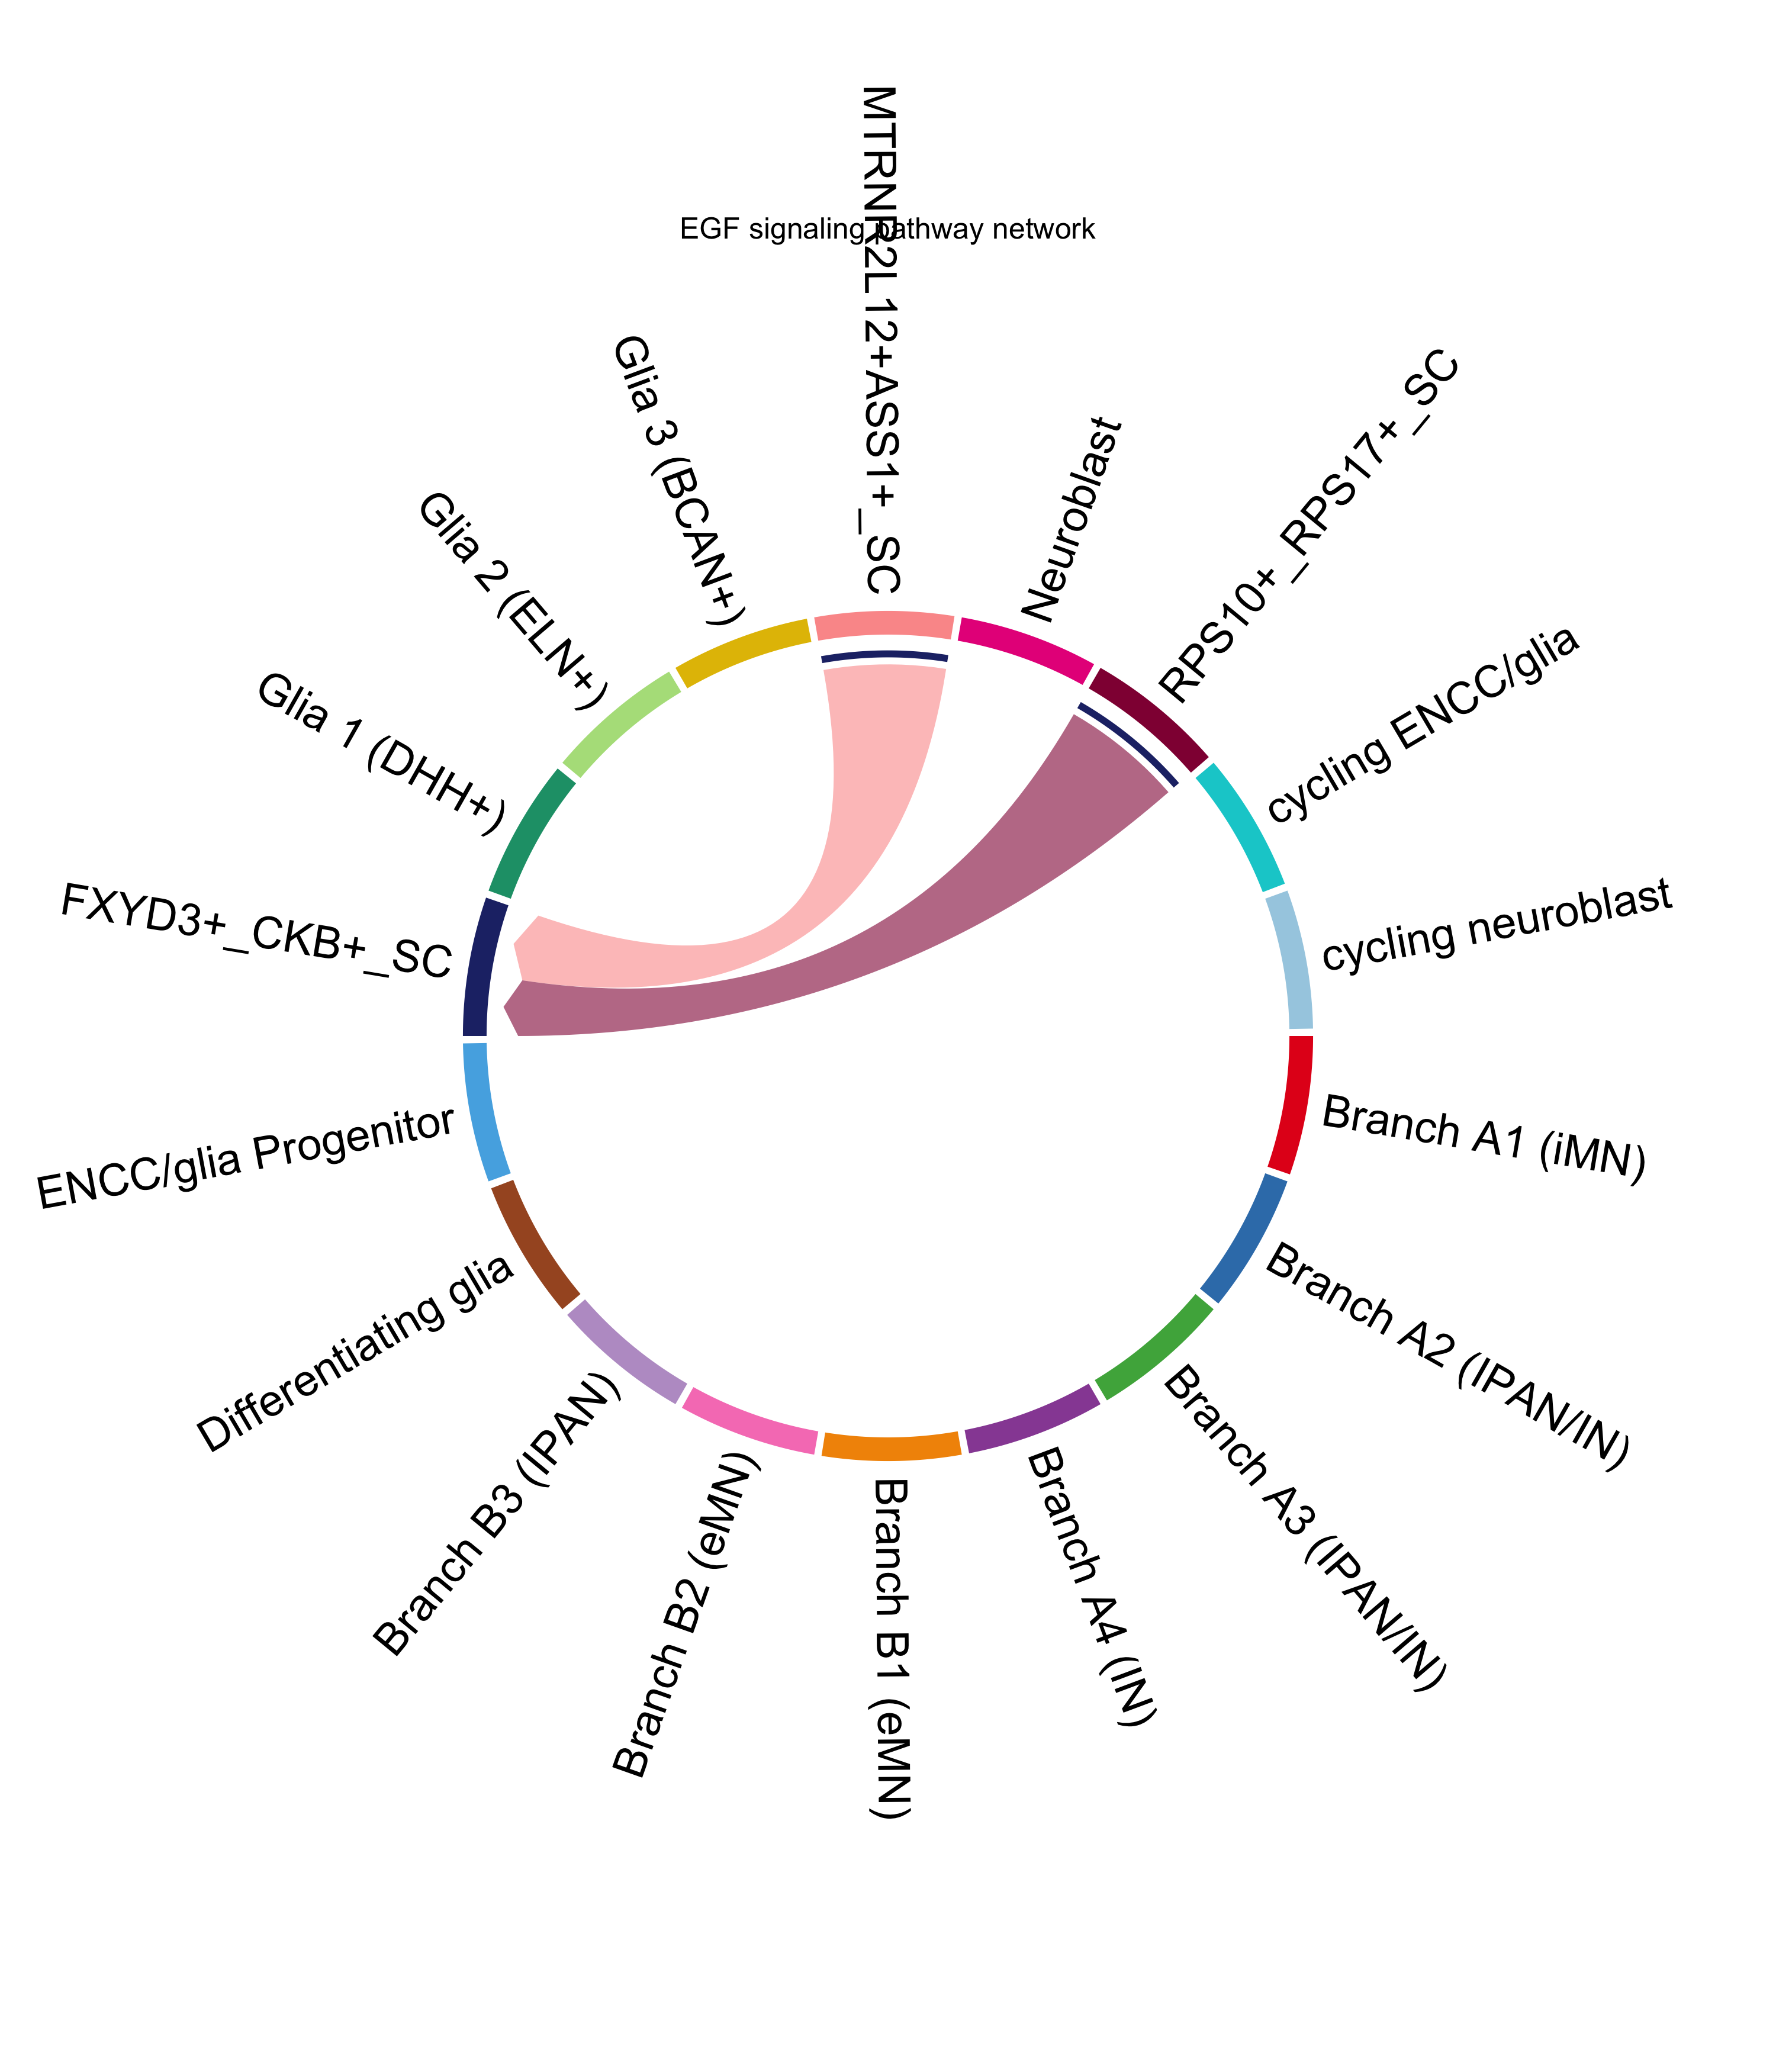 MTRNR2L12+ASS1+_SC
EGF signaling pathway network
Neuroblast
RPS10+_RPS17+_SC
cycling ENCC/glia
cycling neuroblast
Branch A1 (iMN)
Branch A2 (IPAN/IN)
Branch A3 (IPAN/IN)
Branch A4 (IN)
Branch B1 (eMN)
Branch B2 (eMN)
Branch B3 (IPAN)
Differentiating glia
ENCC/glia Progenitor
FXYD3+_CKB+_SC
Glia 1 (DHH+)
Glia 2 (ELN+)
Glia 3 (BCAN+)